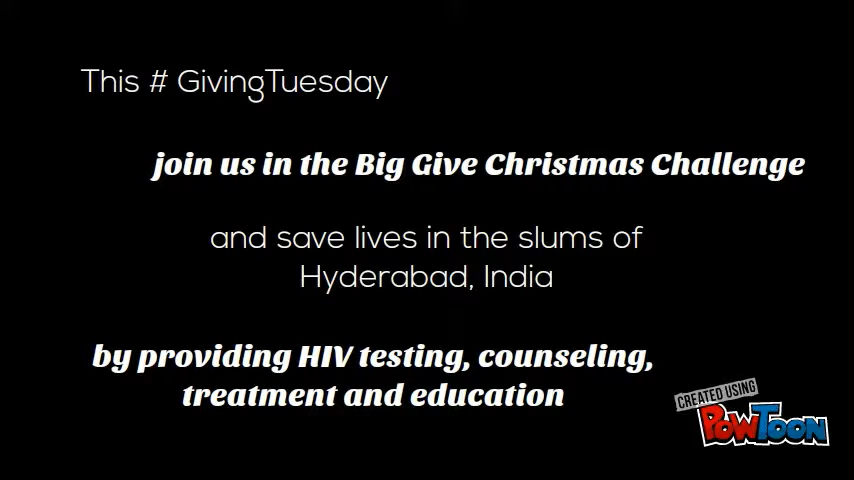 This # GivingTuesday
join us in the Big Give Christmas Challenge
and save lives in the slums of
Hyderabad, India
by providing HIV testing, counseling,
treatment and education
CREATED USING
POWTOON